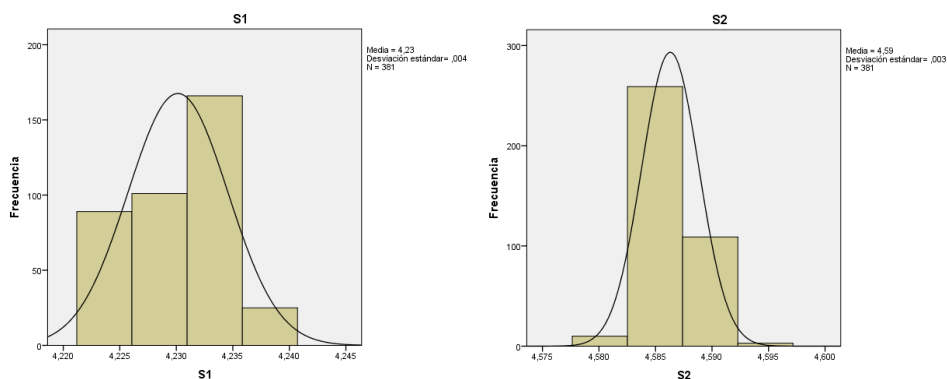 S1
Media = 4,23
Desviación estándar= ,004
N = 381
Frecuencia
200
150
100
50
0
4,220 4,225 4,230 4,235 4,240 4,245
S1
S2
Media = 4,59
Desviación estándar= ,003
N = 381
Frecuencia
300
200
100
0
4,575 4,580 4,585 4,590 4,595 4,600
S2